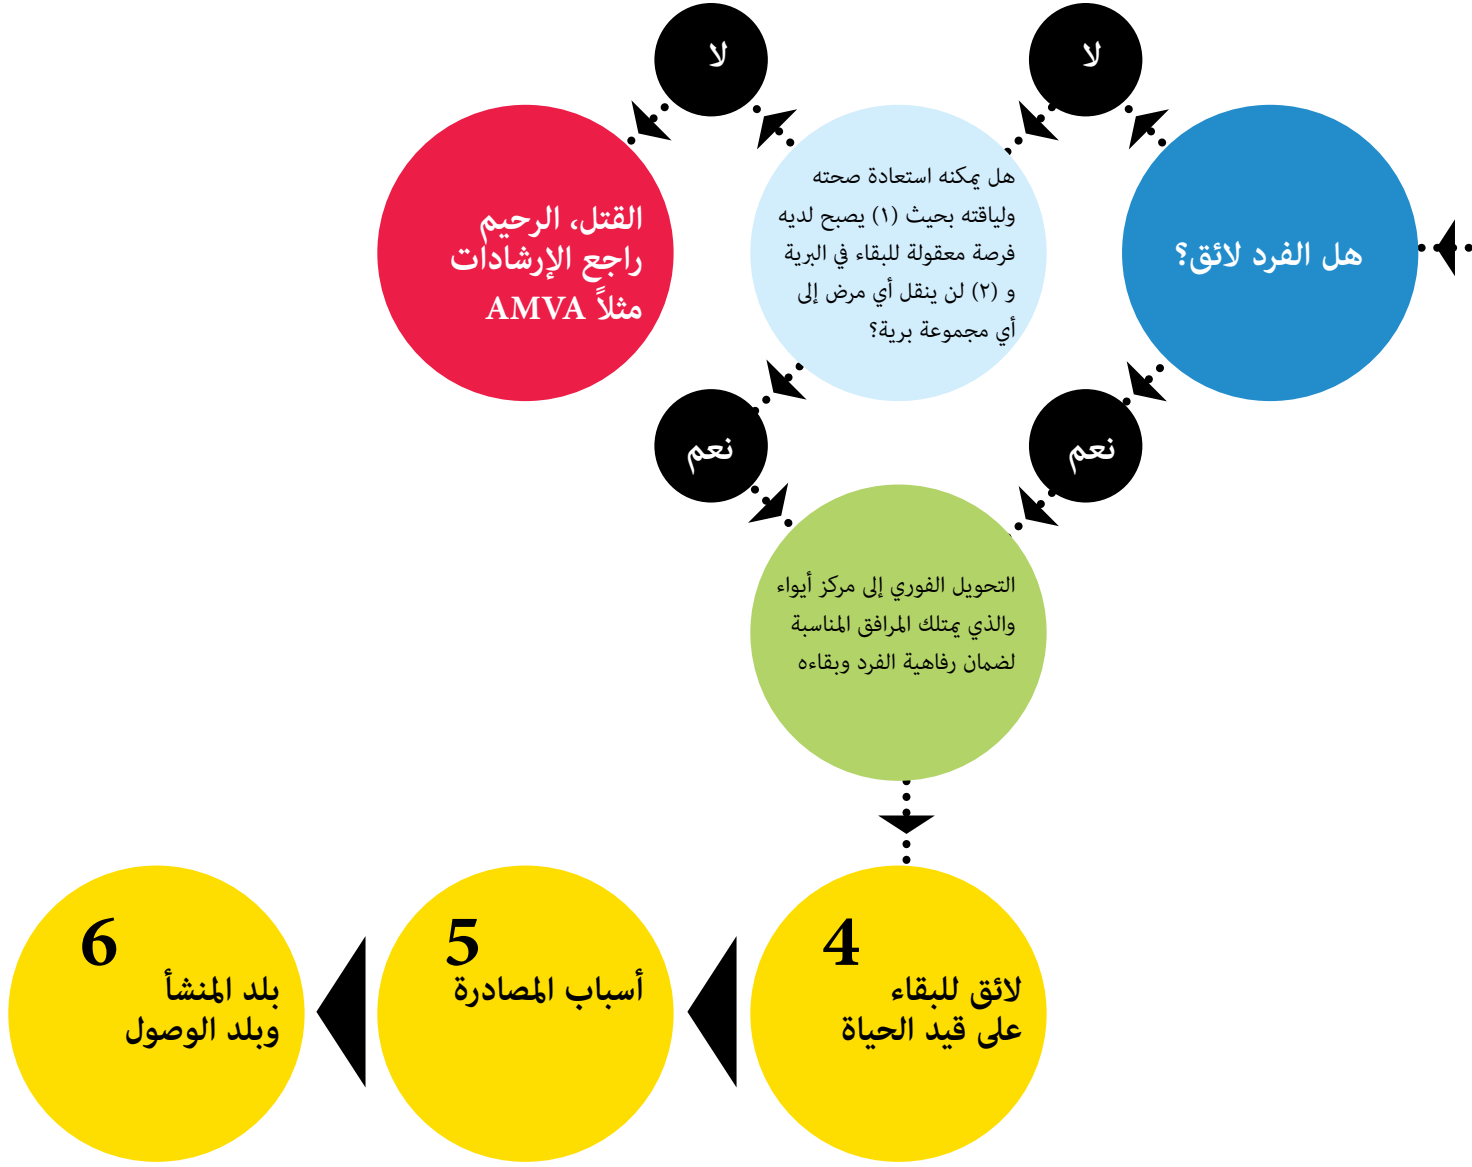 لا
لا
هل الفرد لائق؟
هل يمكنه استعادة صحته
ولياقته بحيث (١) يصبح لديه
فرصة معقولة للبقاء في البرية
و (٢) لن ينقل أي مرض إلى
أي مجموعة برية؟
القتل، الرحيم
راجع الإرشادات
مثلاً AMVA
نعم
نعم
التحويل الفوري إلى مركز أيواء
والذي يمتلك المرافق المناسبة
لضمان رفاهية الفرد وبقاءه
4
لائق للبقاء
على قيد الحياة
5
أسباب المصادرة
6
بلد المنشأ
وبلد الوصول